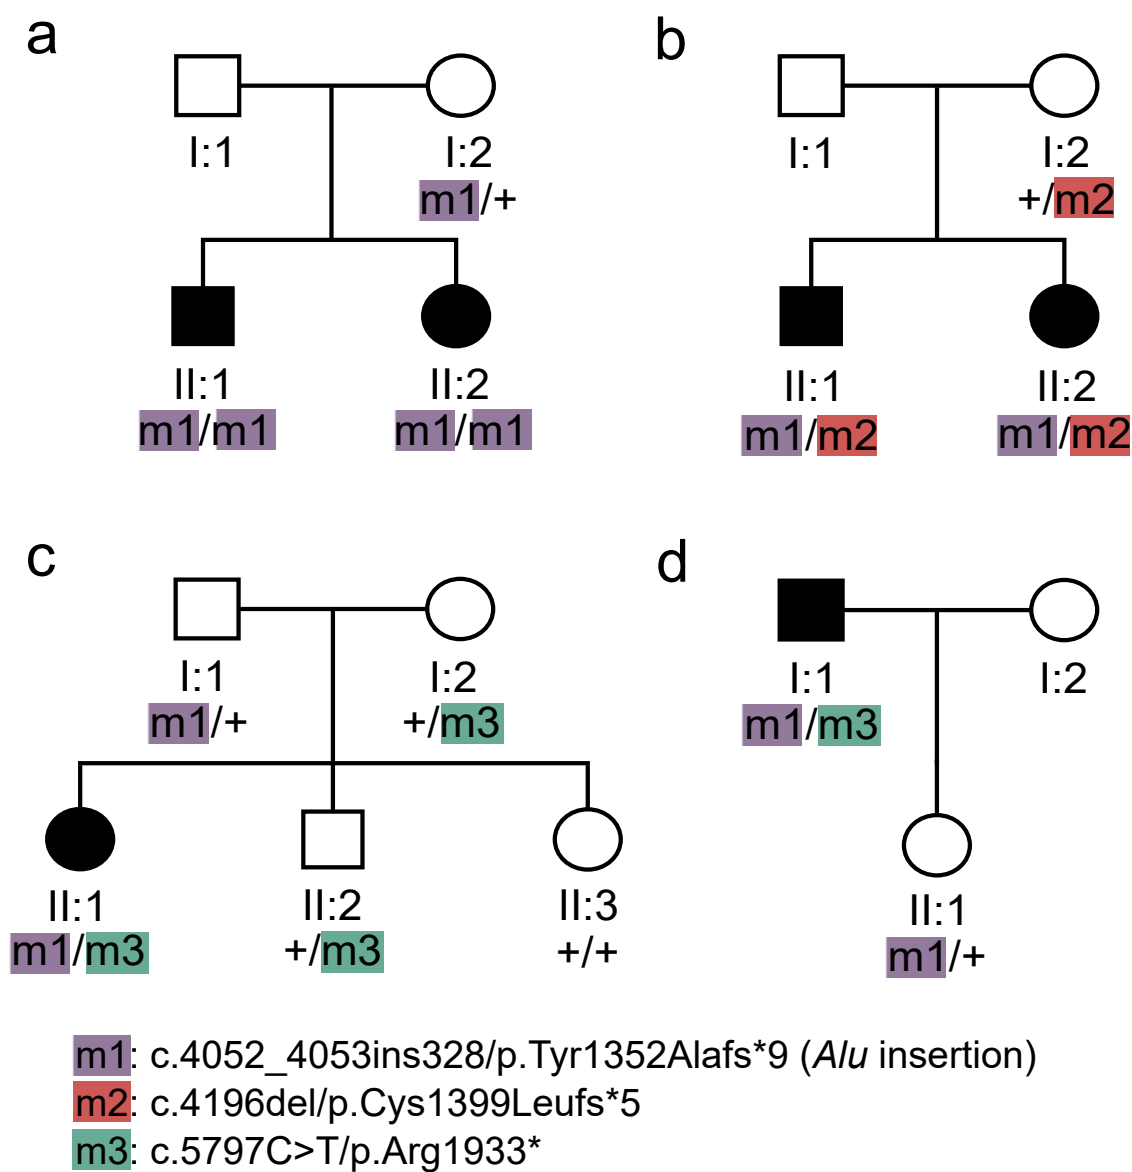 a
I:1
I:2
m1/+
II:1
II:2
m1/m1
m1/m1
b
I:1
I:2
+/m2
II:1
II:2
m1/m2
m1/m2
c
I:1
I:2
m1/+
+/m3
II:1
II:2
II:3
m1/m3
+/m3
+/+
d
I:1
I:2
m1/m3
II:1
m1/+
m1: c.4052_4053ins328/p.Tyr1352Alafs*9 (Alu insertion)
m2: c.4196del/p.Cys1399Leufs*5
m3: c.5797C>T/p.Arg1933*